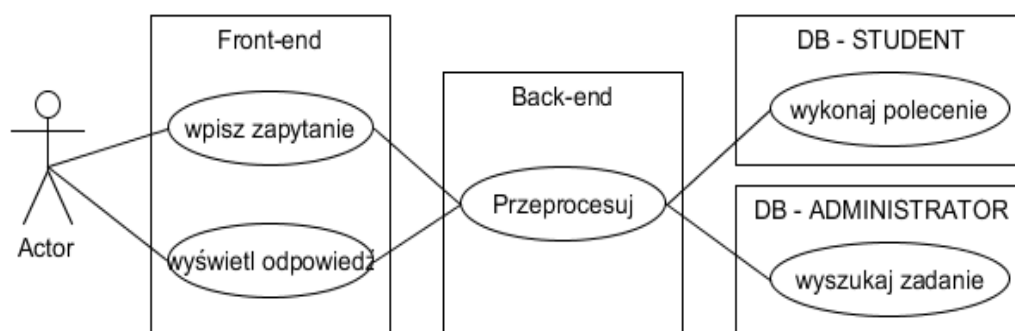 Front-end
wpisz zapytanie
wyświetl odpowiedź
Actor
Back-end
Przeprocesuj
DB - STUDENT
wykonaj polecenie
DB - ADMINISTRATOR
wyszukaj zadanie